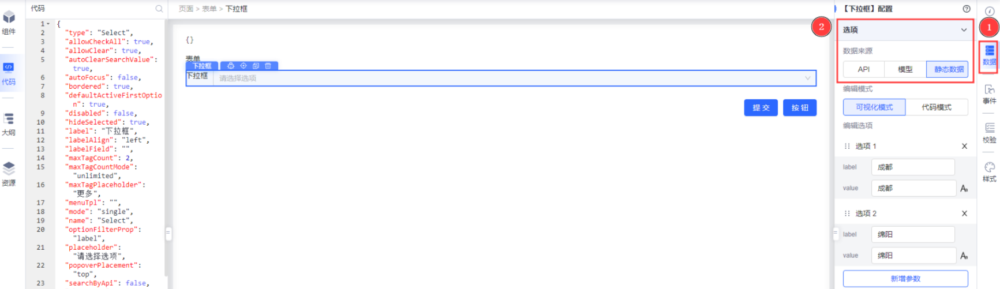 组件
代码
大纲
资源
代码
1 {
2 "type": "Select",
3 "allowCheckAll": true,
4 "allowClear": true,
5 "autoClearSearchValue":
true,
6 "autoFocus": false,
7 "bordered": true,
8 "defaultActiveFirstOptio
n": true,
9 "disabled": false,
10 "hideSelected": true,
11 "label": "下拉框",
12 "labelAlign": "left",
13 "labelField": "",
14 "maxTagCount": 2,
15 "maxTagCountMode":
"unlimited",
16 "maxTagPlaceholder":
"更多",
17 "menuTpl": "",
18 "mode": "single",
19 "name": "Select",
20 "optionFilterProp":
"label",
21 "placeholder":
"请选择选项",
22 "popoverPlacement":
"top",
23 "searchByApi": false,
页面 > 表单 > 下拉框
{}
表单
下拉框
下拉框 请选择选项
提交 按钮
【下拉框】配置
2
选项
数据来源
API 模型 静态数据
编辑模式
可视化模式 代码模式
编辑选项
选项 1 X
label 成都
value 成都
选项 2 X
label 绵阳
value 绵阳
新增参数
1
数据
事件
校验
样式